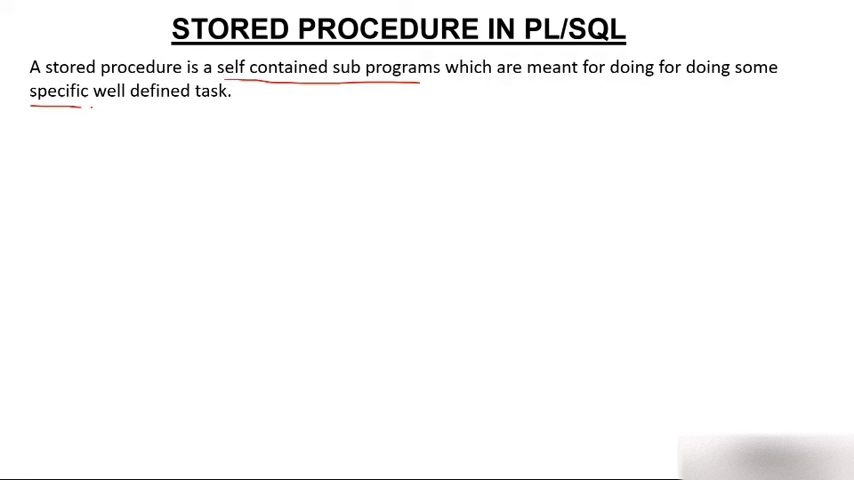 STORED PROCEDURE IN PL/SQL
A stored procedure is a self contained sub programs which are meant for doing for doing some
specific well defined task.